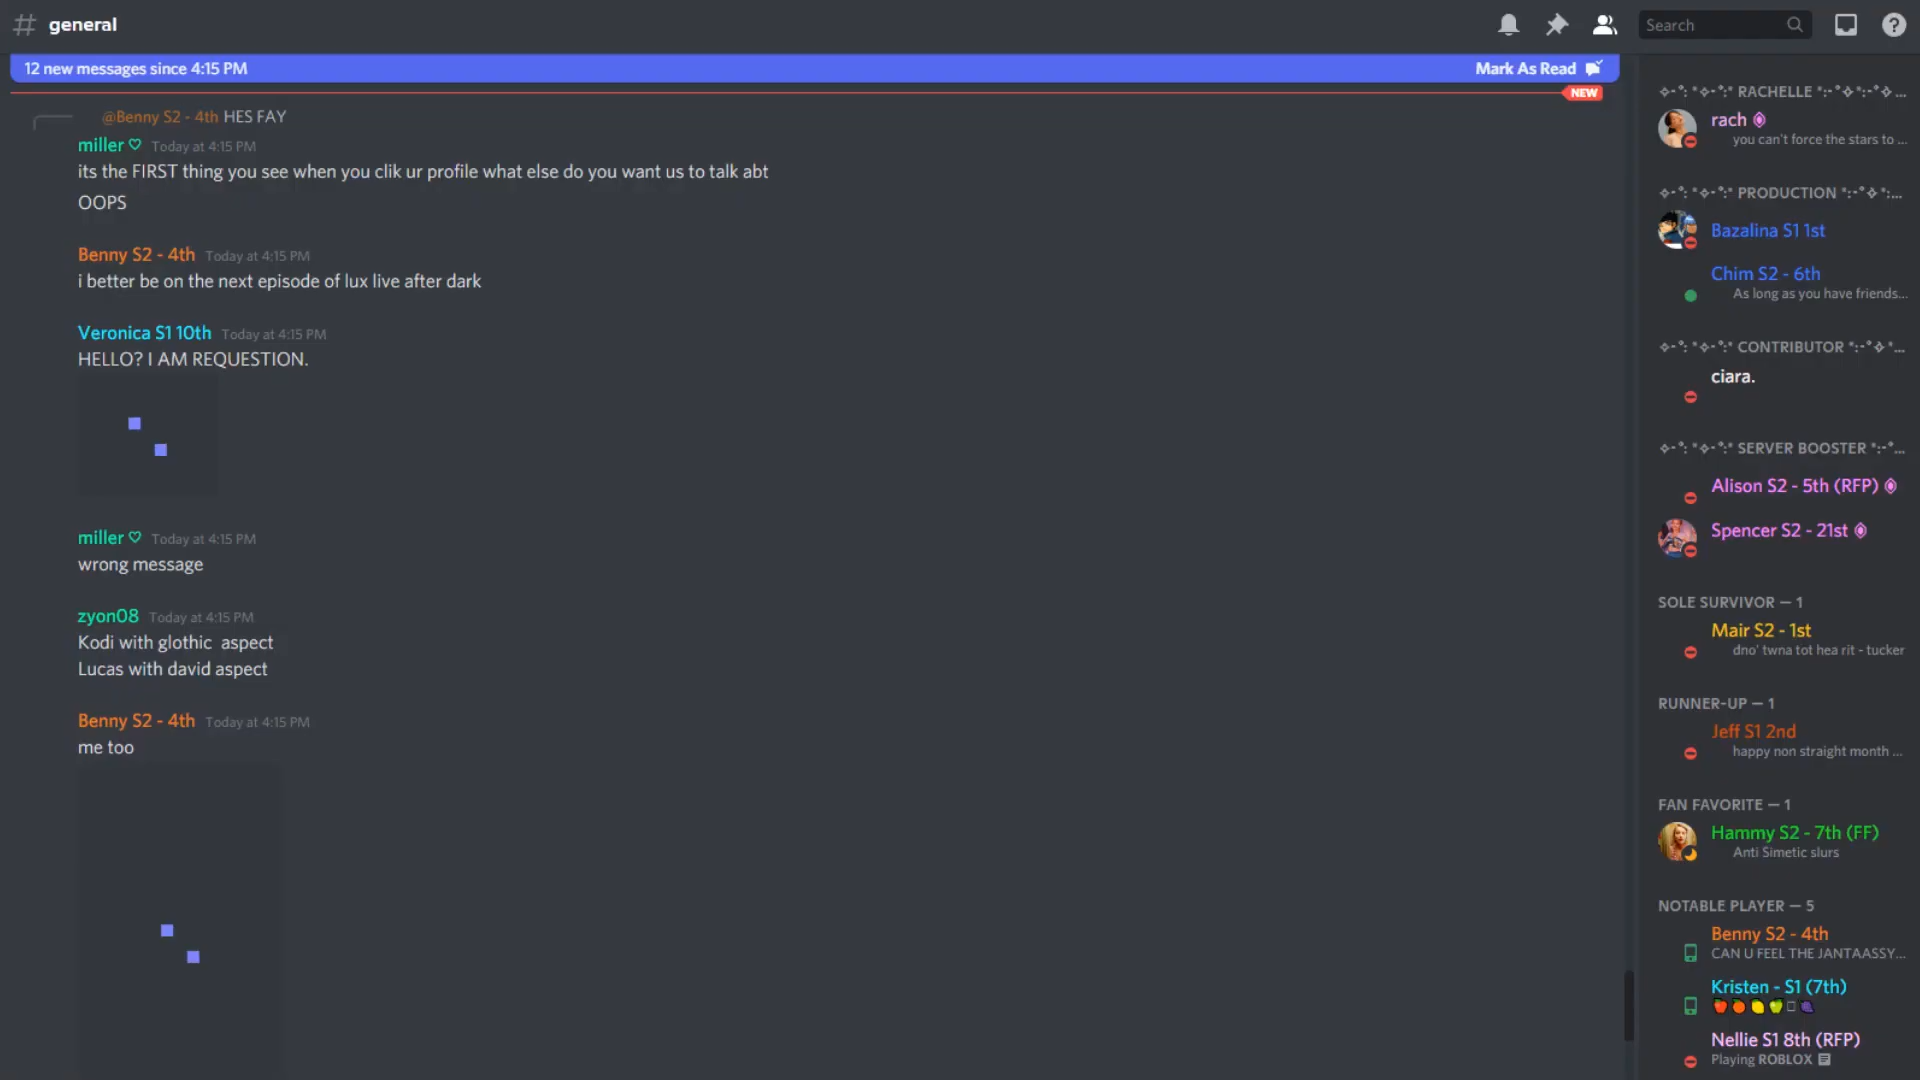 general
Search
12 new messages since 4:15 PM
Mark As Read
NEW
@Benny S2 - 4th HES FAY
miller ♡ Today at 4:15 PM
its the FIRST thing you see when you clik ur profile what else do you want us to talk abt
OOPS
Benny S2 - 4th Today at 4:15 PM
i better be on the next episode of lux live after dark
Veronica S1 10th Today at 4:15 PM
HELLO? I AM REQUESTION.
miller ♡ Today at 4:15 PM
wrong message
zyon08 Today at 4:15 PM
Kodi with glothic aspect
Lucas with david aspect
Benny S2 - 4th Today at 4:15 PM
me too
✧-°: *✧-°:* RACHELLE *:-°✧*:-°✧ ...
rach
you can't force the stars to ...
✧-°: *✧-°:* PRODUCTION *:-°✧*:...
Bazalina S1 1st
Chim S2 - 6th
As long as you have friends...
✧-°: *✧-°:* CONTRIBUTOR *:-°✧*...
ciara.
✧-°: *✧-°:* SERVER BOOSTER *:-°...
Alison S2 - 5th (RFP)
Spencer S2 - 21st
SOLE SURVIVOR — 1
Mair S2 - 1st
dno' twna tot hea rit - tucker
RUNNER-UP — 1
Jeff S1 2nd
happy non straight month ...
FAN FAVORITE — 1
Hammy S2 - 7th (FF)
Anti Simetic slurs
NOTABLE PLAYER — 5
Benny S2 - 4th
CAN U FEEL THE JANTAASSY...
Kristen - S1 (7th)
Nellie S1 8th (RFP)
Playing ROBLOX